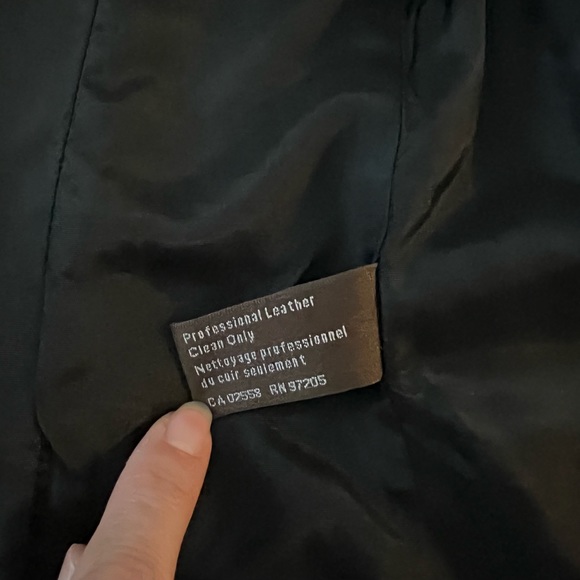 Professional Leather
Clean Only
Nettoyage professionnel
du cuir seulement
CA 02558 RN 97205